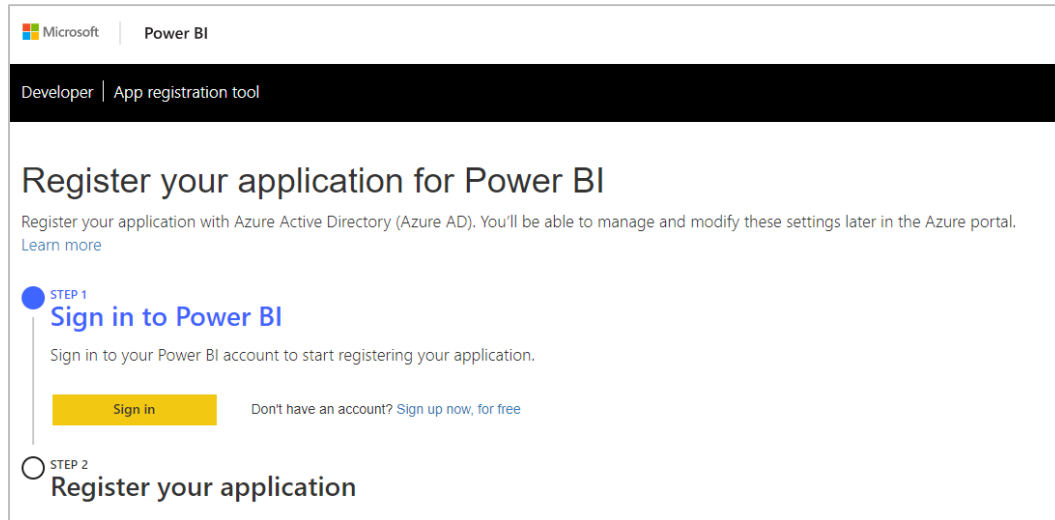 Microsoft Power BI
Developer | App registration tool
Register your application for Power BI
Register your application with Azure Active Directory (Azure AD). You'll be able to manage and modify these settings later in the Azure portal.
Learn more
STEP 1
Sign in to Power BI
Sign in to your Power BI account to start registering your application.
Sign in Don't have an account? Sign up now, for free
STEP 2
Register your application